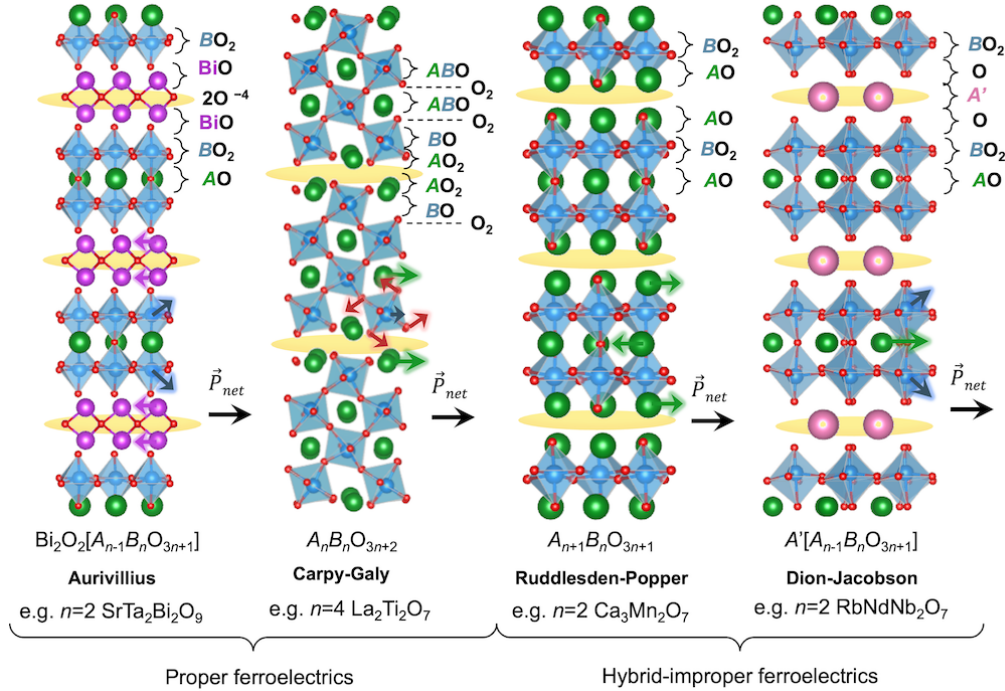 BO₂
BiO
2O⁻⁴
BiO
BO₂
AO
ABO
O₂
ABO
O₂
BO
AO₂
AO₂
BO
O₂
BO₂
AO
AO
BO₂
AO
BO₂
O
A'
O
BO₂
AO
P⃗net
P⃗net
P⃗net
P⃗net
Bi₂O₂[Aₙ₋₁BₙO₃ₙ₊₁]
Aurivillius
e.g. n=2 SrTa₂Bi₂O₉
AₙBₙO₃ₙ₊₂
Carpy-Galy
e.g. n=4 La₂Ti₂O₇
Aₙ₊₁BₙO₃ₙ₊₁
Ruddlesden-Popper
e.g. n=2 Ca₃Mn₂O₇
A'[Aₙ₋₁BₙO₃ₙ₊₁]
Dion-Jacobson
e.g. n=2 RbNdNb₂O₇
Proper ferroelectrics
Hybrid-improper ferroelectrics